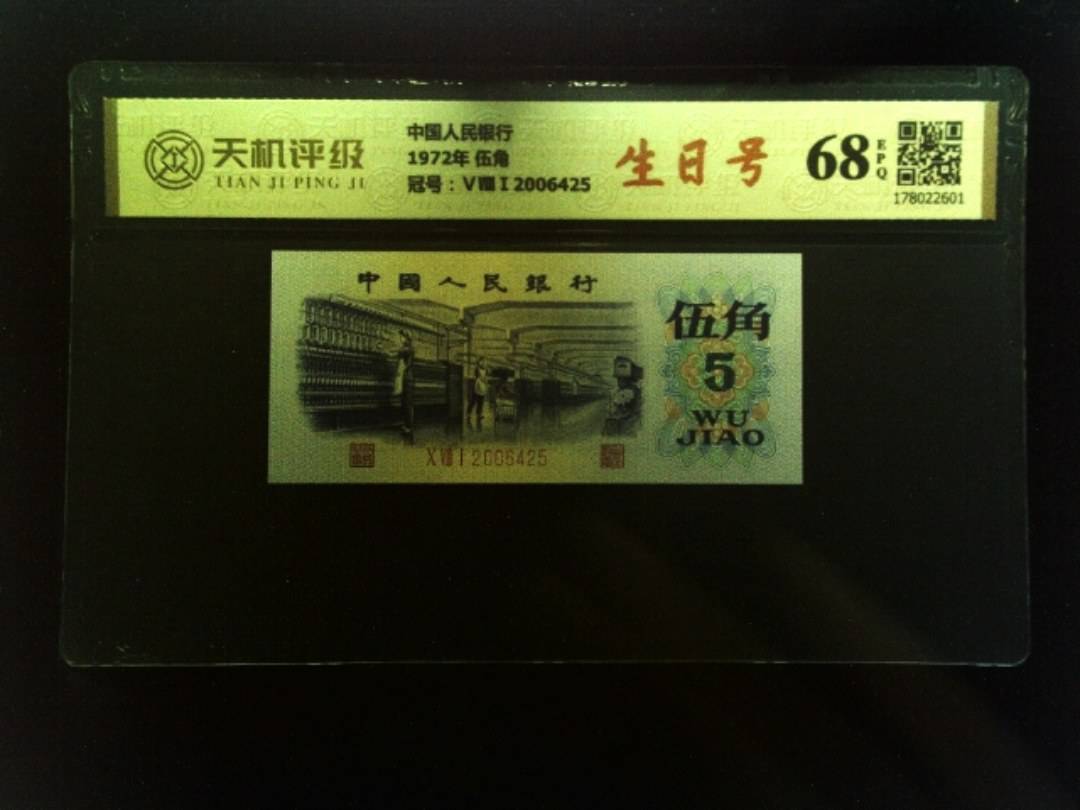 天机评级
TIAN JI PING JI
中国人民银行
1972年 伍角
冠号：Ⅴ Ⅷ Ⅰ 2006425
生日号
68
EPQ
178022601
中國人民銀行
伍角
5
WU
JIAO
Ⅹ Ⅷ Ⅰ 2006425